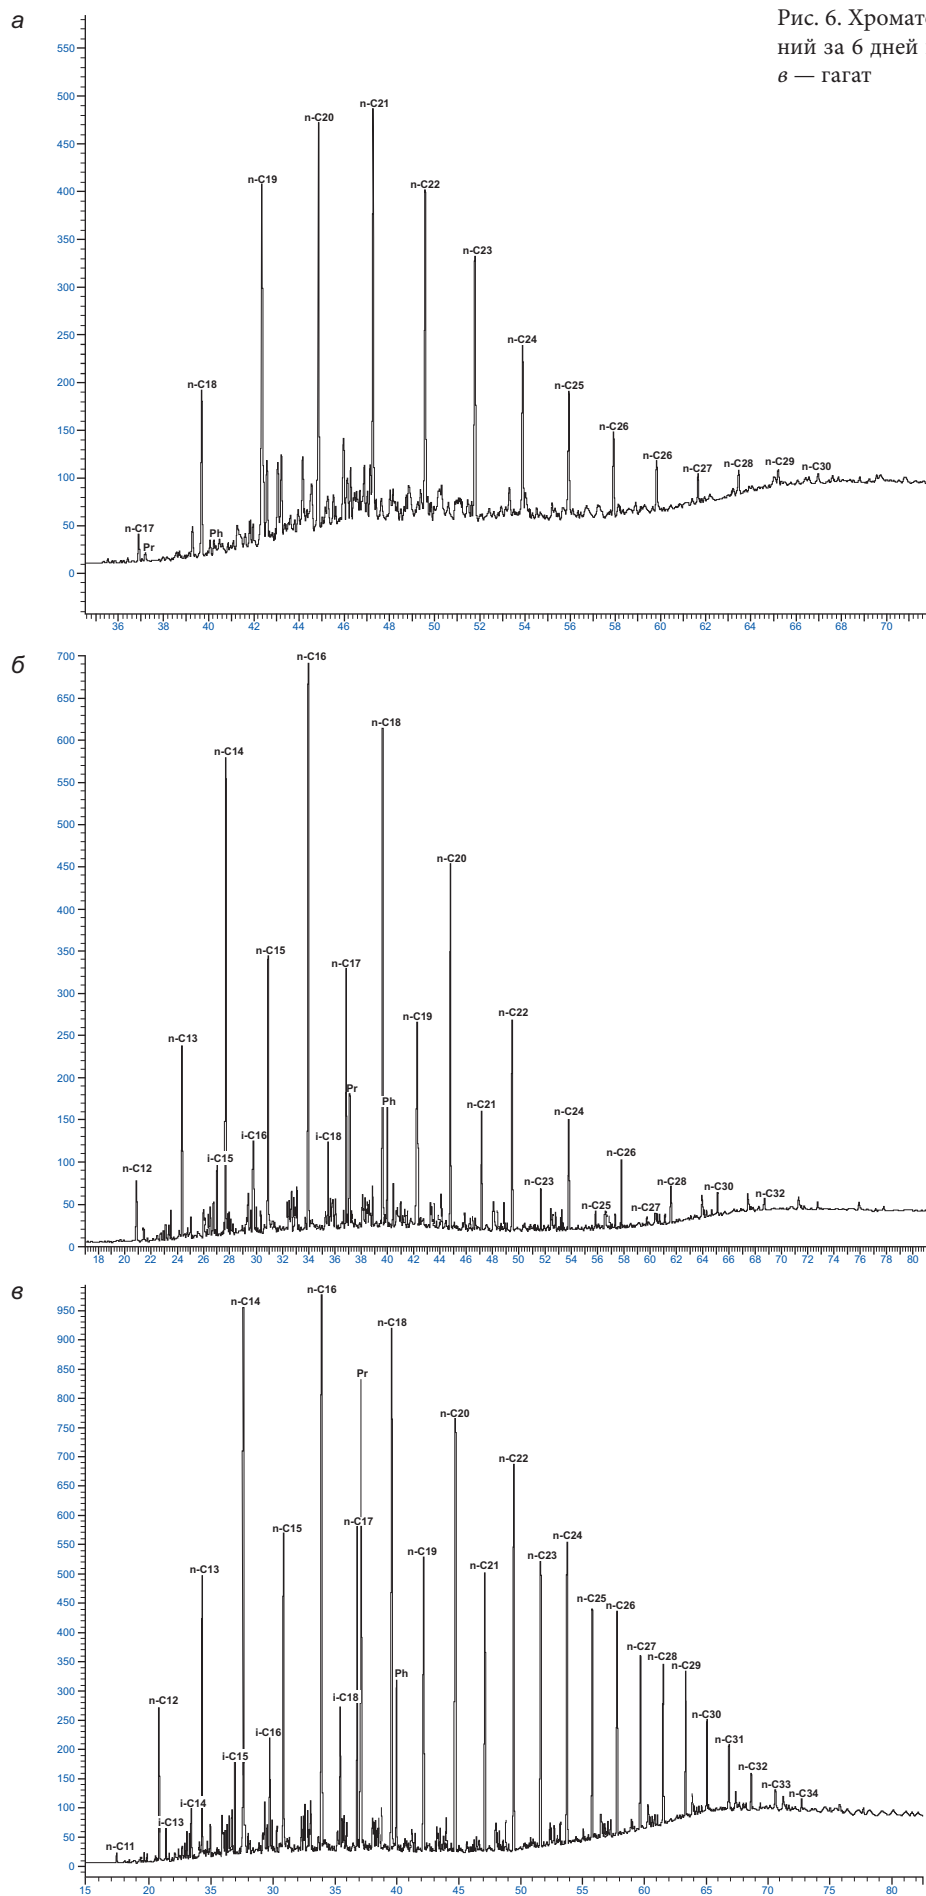 а
Рис. 6. Хромато
ний за 6 дней
в — гагат
550
500
450
400
350
300
250
200
150
100
50
0
n-C17
Pr
n-C18
Ph
n-C19
n-C20
n-C21
n-C22
n-C23
n-C24
n-C25
n-C26
n-C26
n-C27
n-C28
n-C29
n-C30
36 38 40 42 44 46 48 50 52 54 56 58 60 62 64 66 68 70
б
700
650
600
550
500
450
400
350
300
250
200
150
100
50
0
n-C12
n-C13
i-C15
n-C14
i-C16
n-C15
n-C16
i-C18
n-C17
Pr
n-C18
Ph
n-C19
n-C20
n-C21
n-C22
n-C23
n-C24
n-C25
n-C26
n-C27
n-C28
n-C30
n-C32
18 20 22 24 26 28 30 32 34 36 38 40 42 44 46 48 50 52 54 56 58 60 62 64 66 68 70 72 74 76 78 80
в
950
900
850
800
750
700
650
600
550
500
450
400
350
300
250
200
150
100
50
0
n-C11
n-C12
i-C13
i-C14
n-C13
i-C15
n-C14
i-C16
n-C15
n-C16
i-C18
n-C17
Pr
n-C18
Ph
n-C19
n-C20
n-C21
n-C22
n-C23
n-C24
n-C25
n-C26
n-C27
n-C28
n-C29
n-C30
n-C31
n-C32
n-C33
n-C34
15 20 25 30 35 40 45 50 55 60 65 70 75 80